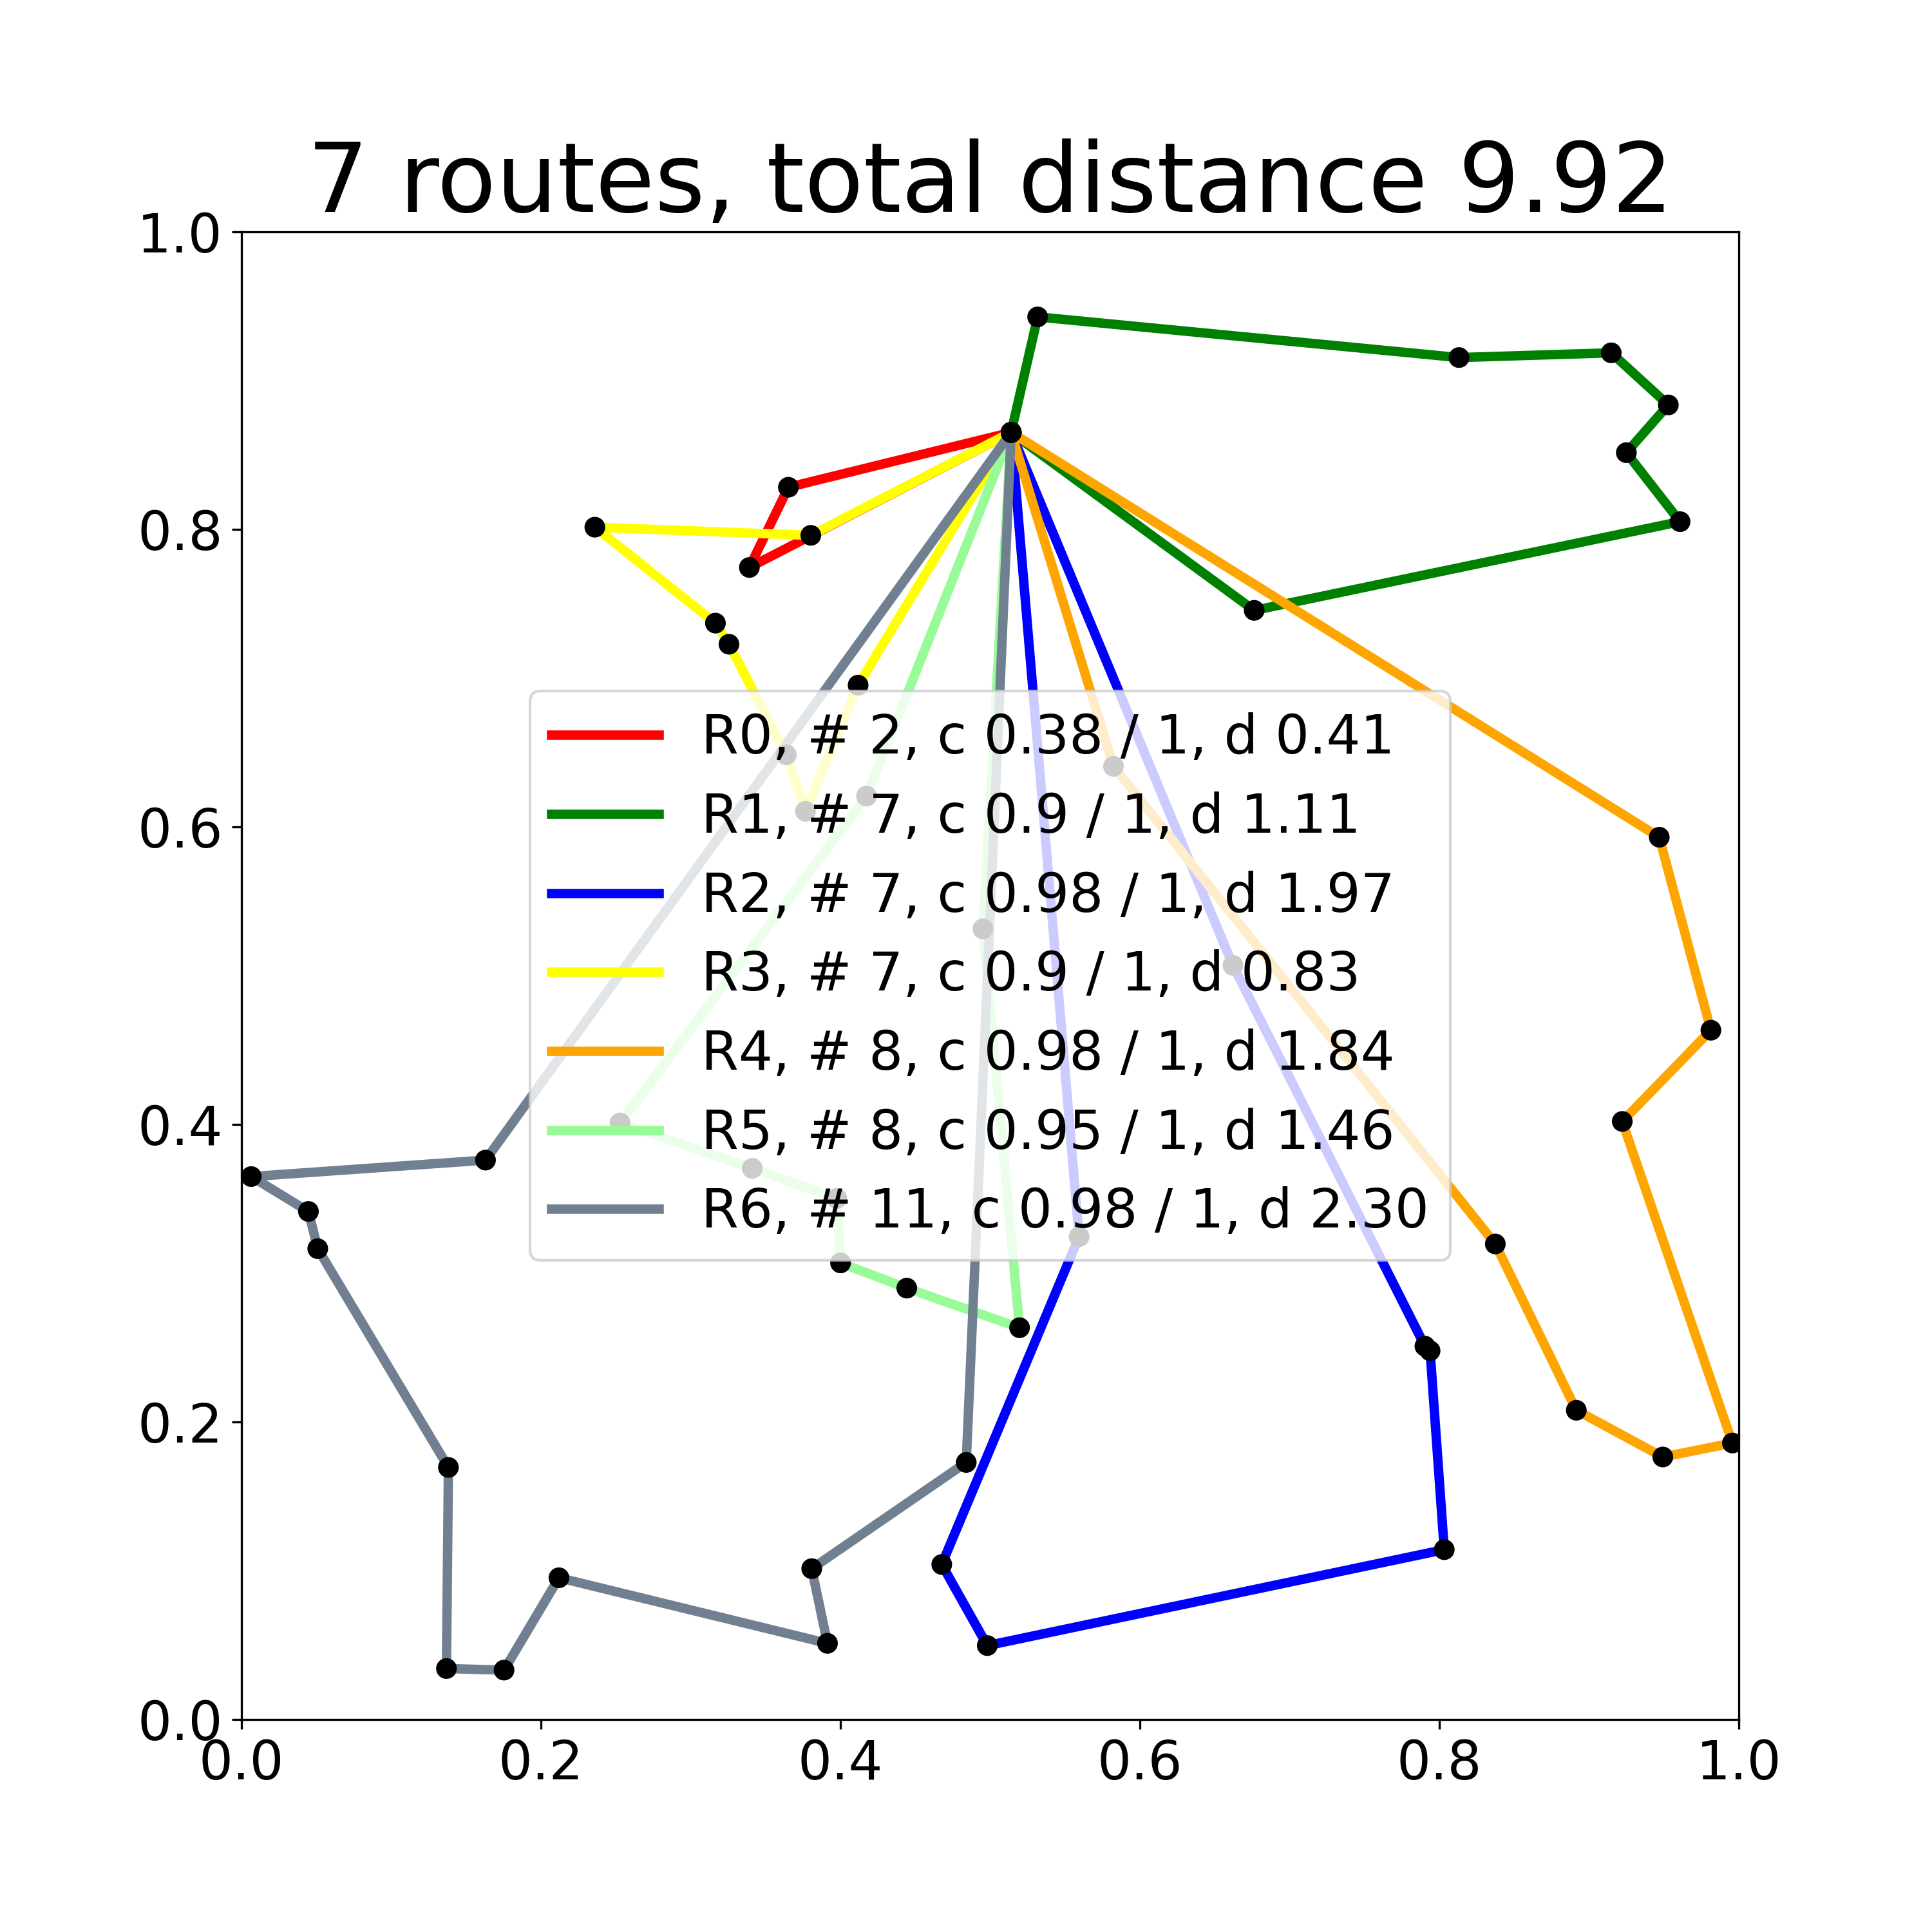 7 routes, total distance 9.92
1.0
0.8
0.6
0.4
0.2
0.0
R0, # 2, c 0.38 / 1, d 0.41
R1, # 7, c 0.9 / 1, d 1.11
R2, # 7, c 0.98 / 1, d 1.97
R3, # 7, c 0.9 / 1, d 0.83
R4, # 8, c 0.98 / 1, d 1.84
R5, # 8, c 0.95 / 1, d 1.46
R6, # 11, c 0.98 / 1, d 2.30
0.0 0.2 0.4 0.6 0.8 1.0